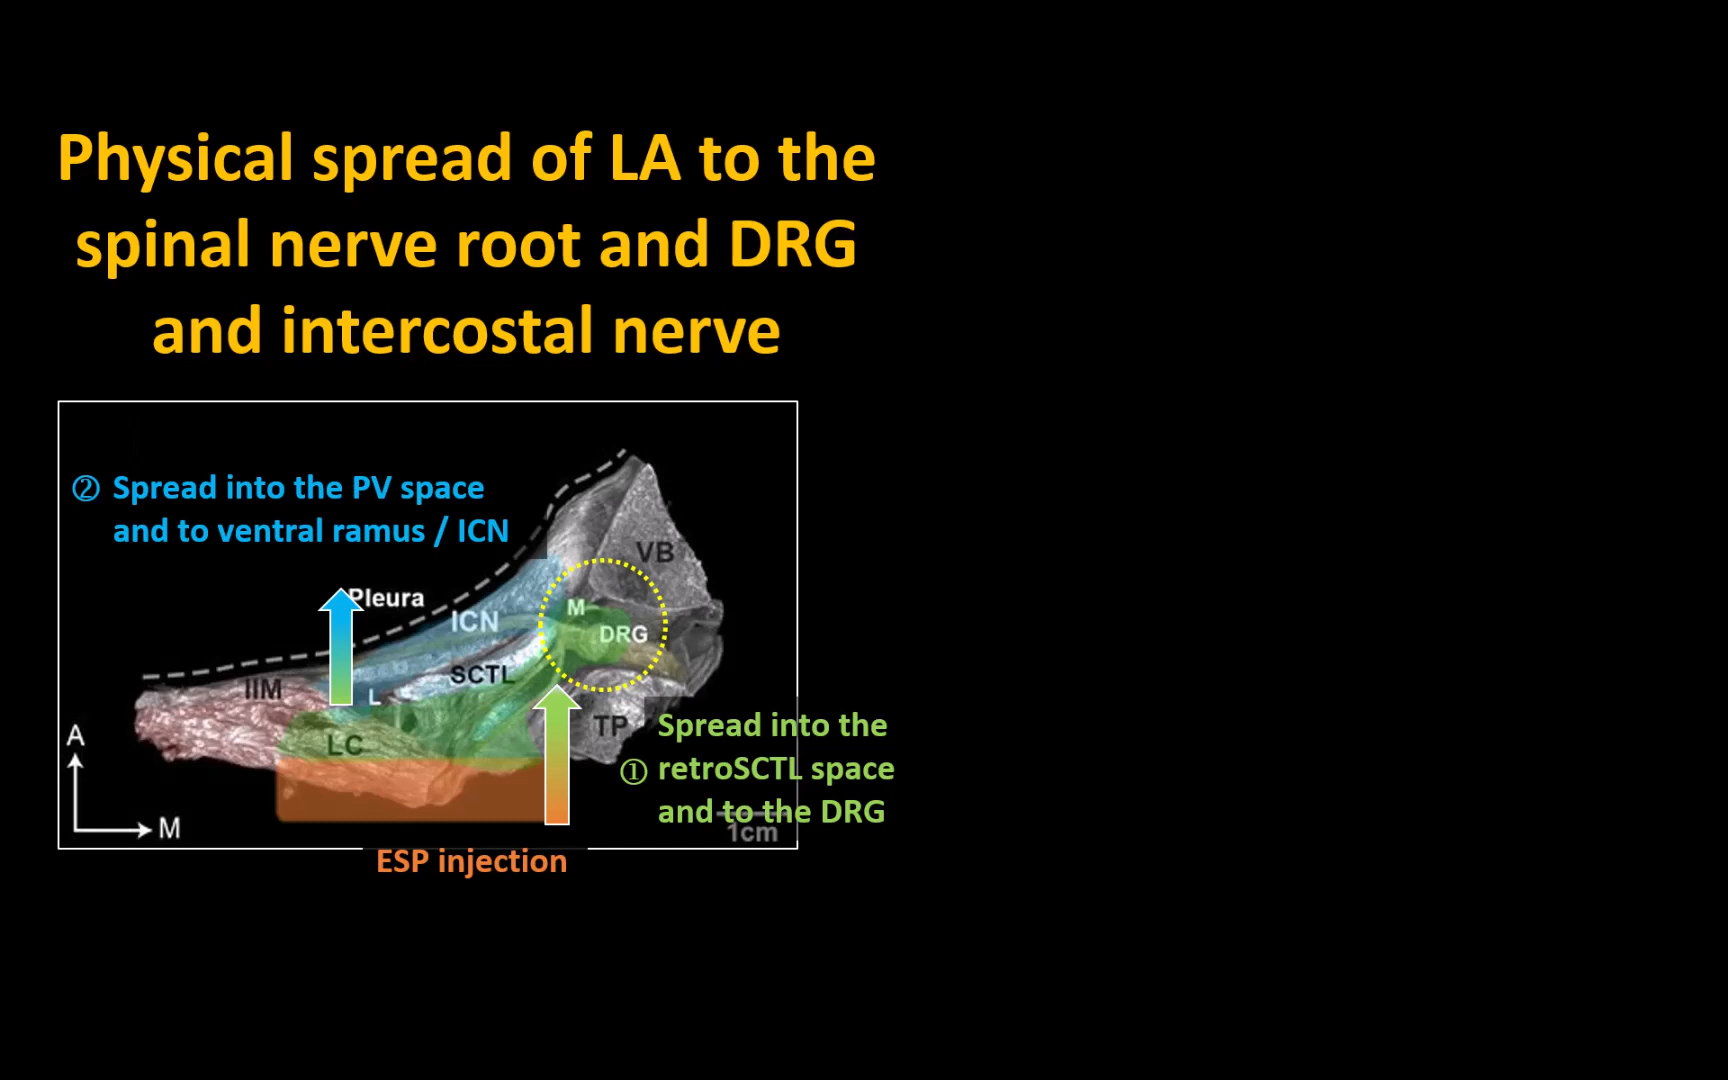 Physical spread of LA to the
spinal nerve root and DRG
and intercostal nerve
② Spread into the PV space
and to ventral ramus / ICN
VB
Pleura
M
ICN
DRG
SCTL
IIM
L
TP
LC
A
M
Spread into the
① retroSCTL space
and to the DRG
1cm
ESP injection